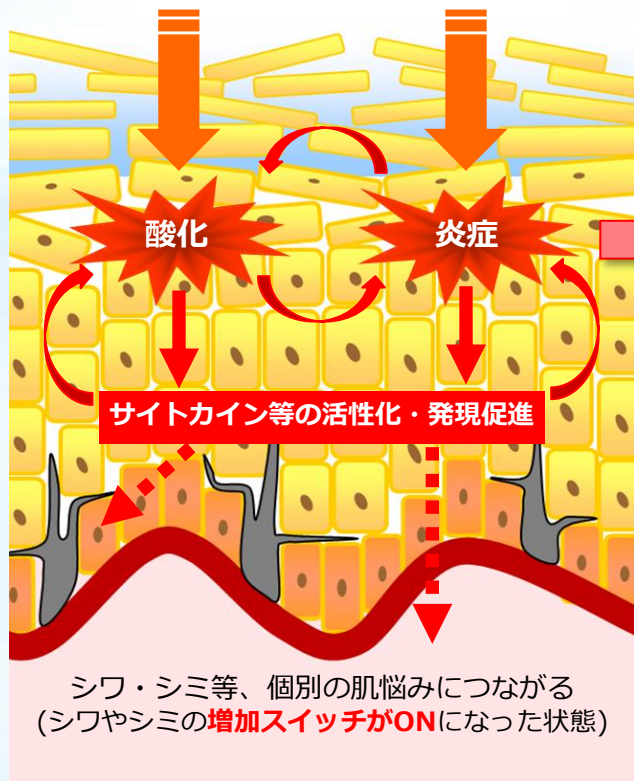 酸化
炎症
サイトカイン等の活性化・発現促進
シワ・シミ等、個別の肌悩みにつながる
(シワやシミの増加スイッチがONになった状態)